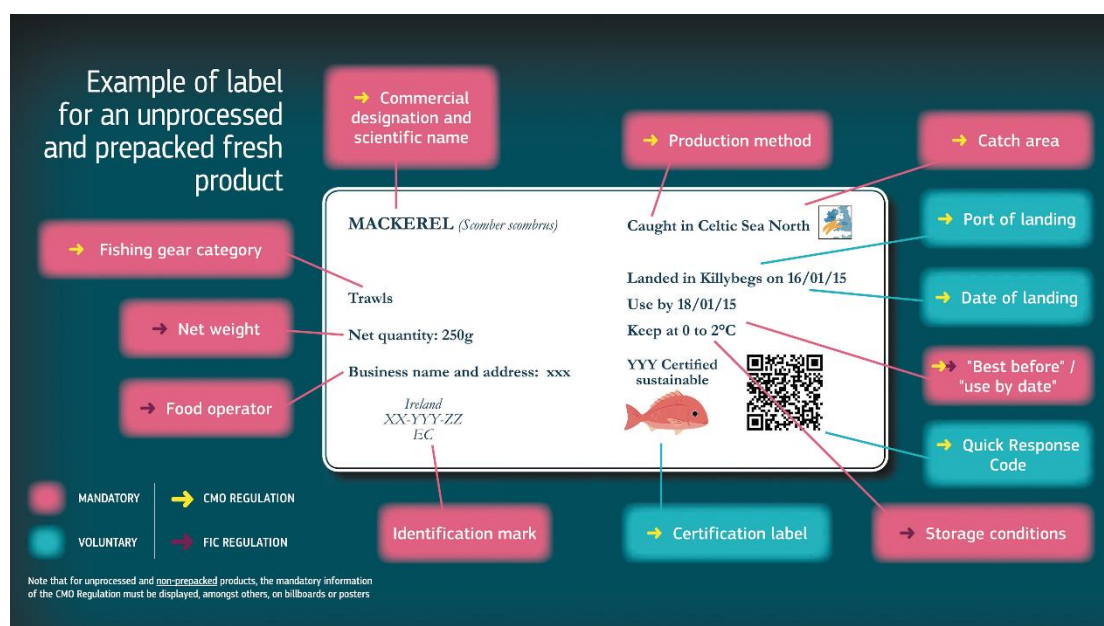 Example of label
for an unprocessed
and prepacked fresh
product
→ Commercial
designation and
scientific name
→ Production method
→ Catch area
→ Fishing gear category
→ Net weight
→ Food operator
MACKEREL (Scomber scombrus)
Trawls
Net quantity: 250g
Business name and address: xxx
Ireland
XX-YYY-ZZ
EC
Caught in Celtic Sea North
Landed in Killybegs on 16/01/15
Use by 18/01/15
Keep at 0 to 2°C
YYY Certified
sustainable
→ Port of landing
→ Date of landing
→→ "Best before" /
"use by date"
→ Quick Response
Code
→ Storage conditions
Identification mark
→ Certification label
MANDATORY
→ CMO REGULATION
VOLUNTARY
→ FIC REGULATION
Note that for unprocessed and non-prepacked products, the mandatory information
of the CMO Regulation must be displayed, amongst others, on billboards or posters